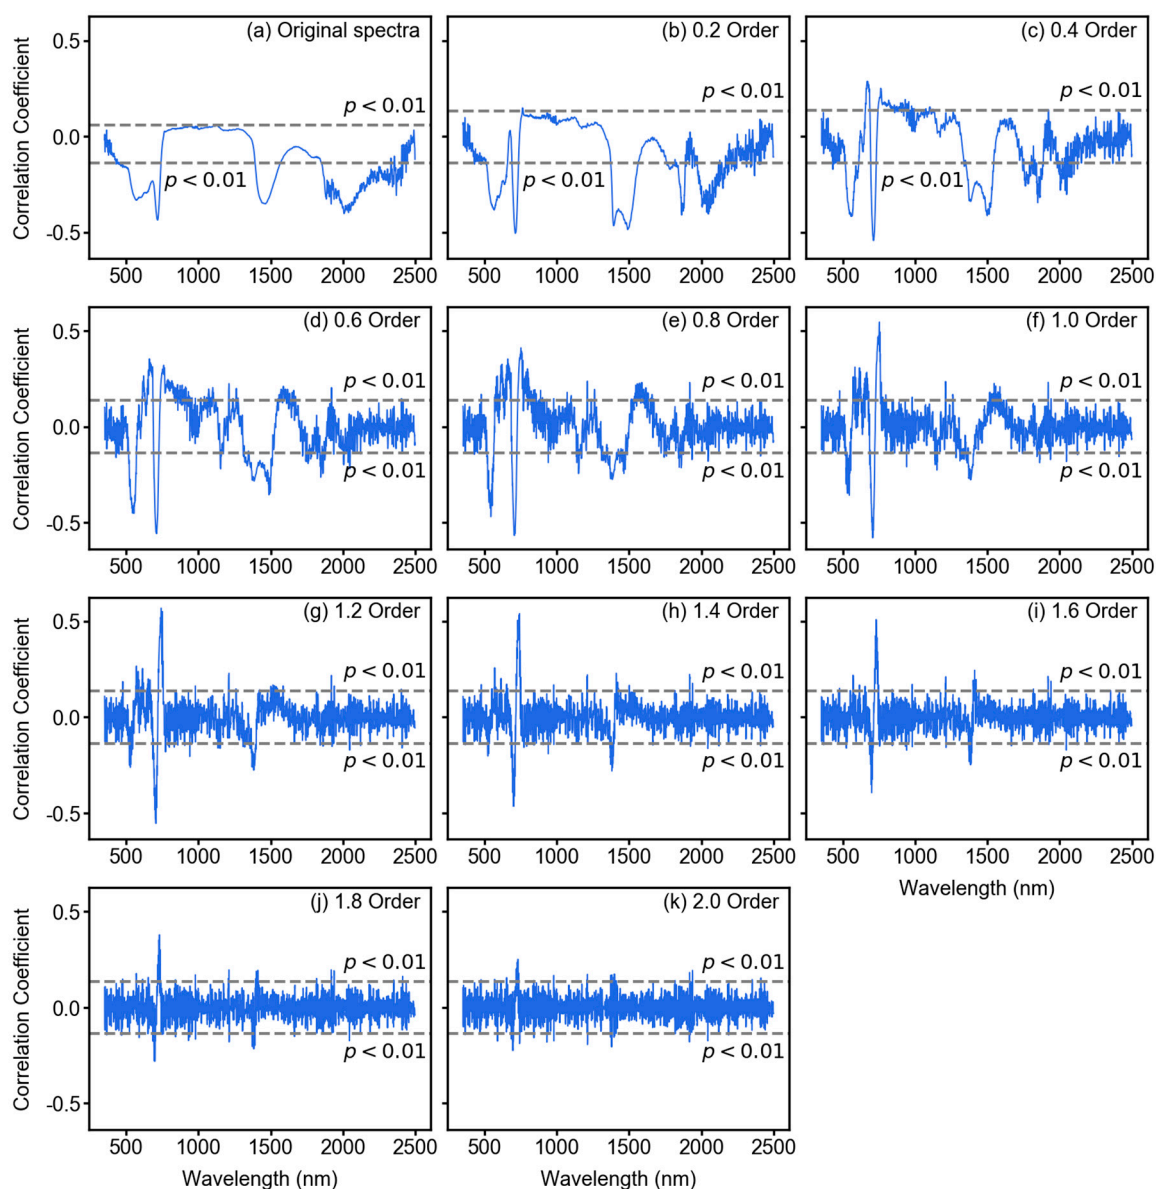 (a) Original spectra
(b) 0.2 Order
(c) 0.4 Order
Correlation Coefficient
0.5
0.0
-0.5
p < 0.01
p < 0.01
p < 0.01
p < 0.01
p < 0.01
p < 0.01
500 1000 1500 2000 2500
500 1000 1500 2000 2500
500 1000 1500 2000 2500
(d) 0.6 Order
(e) 0.8 Order
(f) 1.0 Order
Correlation Coefficient
0.5
0.0
-0.5
p < 0.01
p < 0.01
p < 0.01
p < 0.01
p < 0.01
p < 0.01
500 1000 1500 2000 2500
500 1000 1500 2000 2500
500 1000 1500 2000 2500
(g) 1.2 Order
(h) 1.4 Order
(i) 1.6 Order
Correlation Coefficient
0.5
0.0
-0.5
p < 0.01
p < 0.01
p < 0.01
p < 0.01
p < 0.01
p < 0.01
500 1000 1500 2000 2500
500 1000 1500 2000 2500
500 1000 1500 2000 2500
Wavelength (nm)
(j) 1.8 Order
(k) 2.0 Order
Correlation Coefficient
0.5
0.0
-0.5
p < 0.01
p < 0.01
p < 0.01
p < 0.01
500 1000 1500 2000 2500
500 1000 1500 2000 2500
Wavelength (nm)
Wavelength (nm)